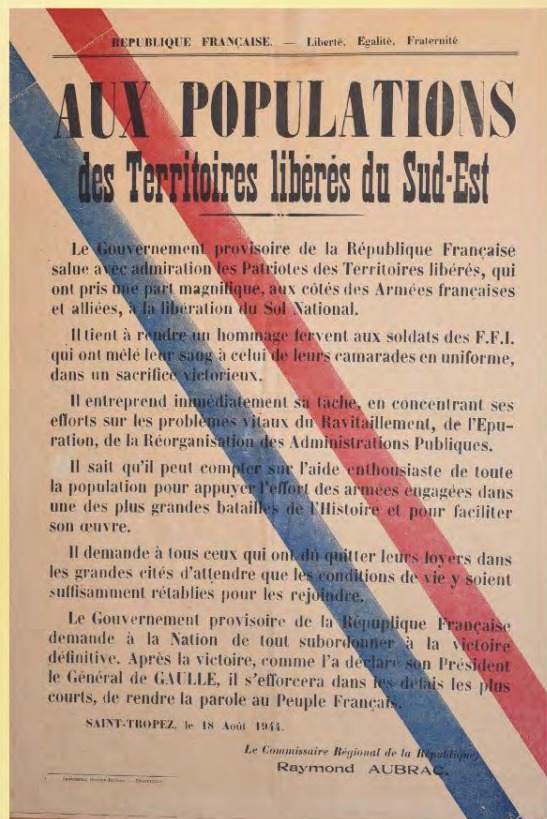 REPUBLIQUE FRANÇAISE. — Liberté, Egalité, Fraternité
AUX POPULATIONS
des Territoires libérés du Sud-Est
Le Gouvernement provisoire de la République Française
salue avec admiration les Patriotes des Territoires libérés, qui
ont pris une part magnifique, aux côtés des Armées françaises
et alliées, à la libération du Sol National.
Il tient à rendre un hommage fervent aux soldats des F.F.I.
qui ont mêlé leur sang à celui de leurs camarades en uniforme,
dans un sacrifice victorieux.
Il entreprend immédiatement sa tache, en concentrant ses
efforts sur les problèmes vitaux du Ravitaillement, de l'Epu-
ration, de la Réorganisation des Administrations Publiques.
Il sait qu'il peut compter sur l'aide enthousiaste de toute
la population pour appuyer l'effort des armées engagées dans
une des plus grandes batailles de l'Histoire et pour faciliter
son œuvre.
Il demande à tous ceux qui ont dû quitter leurs foyers dans
les grandes cités d'attendre que les conditions de vie y soient
suffisamment rétablies pour les rejoindre.
Le Gouvernement provisoire de la Répuplique Française
demande à la Nation de tout subordonner à la victoire
définitive. Après la victoire, comme l'a déclaré son Président
le Général de GAULLE, il s'efforcera dans les délais les plus
courts, de rendre la parole au Peuple Français.
SAINT-TROPEZ, le 18 Août 1944.
Le Commissaire Régional de la République,
Raymond AUBRAC.